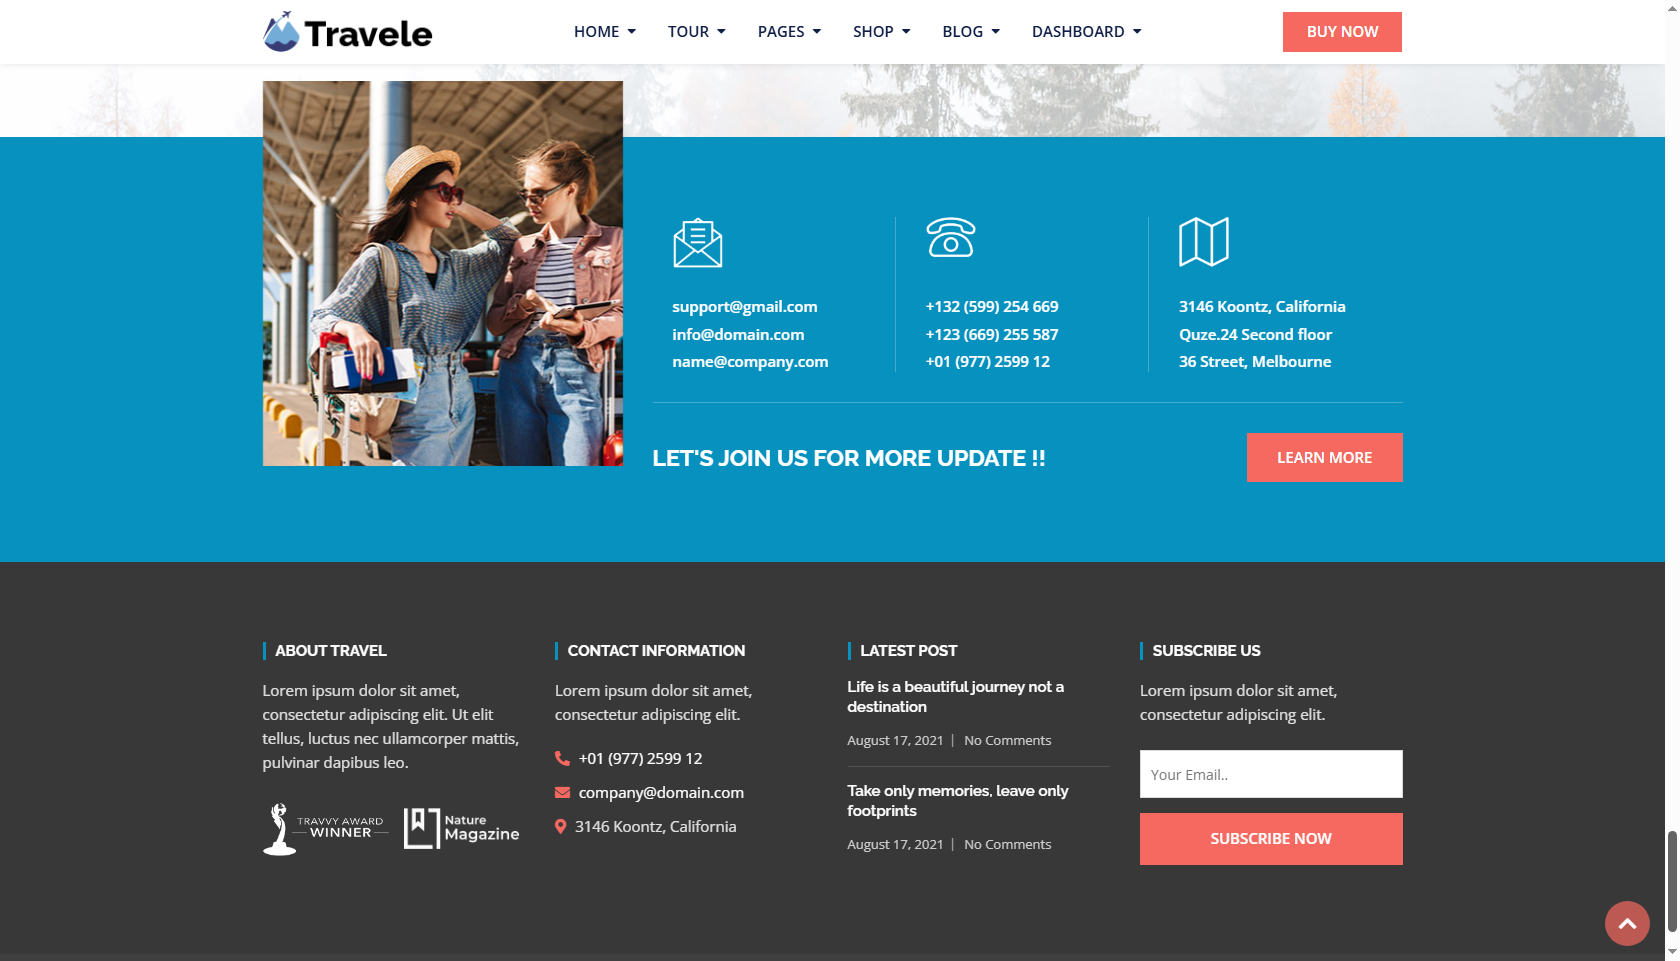 Travele
HOME
TOUR
PAGES
SHOP
BLOG
DASHBOARD
BUY NOW
support@gmail.com
info@domain.com
name@company.com
+132 (599) 254 669
+123 (669) 255 587
+01 (977) 2599 12
3146 Koontz, California
Quze.24 Second floor
36 Street, Melbourne
LET'S JOIN US FOR MORE UPDATE !!
LEARN MORE
ABOUT TRAVEL
Lorem ipsum dolor sit amet,
consectetur adipiscing elit. Ut elit
tellus, luctus nec ullamcorper mattis,
pulvinar dapibus leo.
TRAVVY AWARD
WINNER
Nature
Magazine
CONTACT INFORMATION
Lorem ipsum dolor sit amet,
consectetur adipiscing elit.
+01 (977) 2599 12
company@domain.com
3146 Koontz, California
LATEST POST
Life is a beautiful journey not a
destination
August 17, 2021 | No Comments
Take only memories, leave only
footprints
August 17, 2021 | No Comments
SUBSCRIBE US
Lorem ipsum dolor sit amet,
consectetur adipiscing elit.
Your Email..
SUBSCRIBE NOW